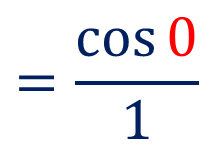 = cos 0 / 1